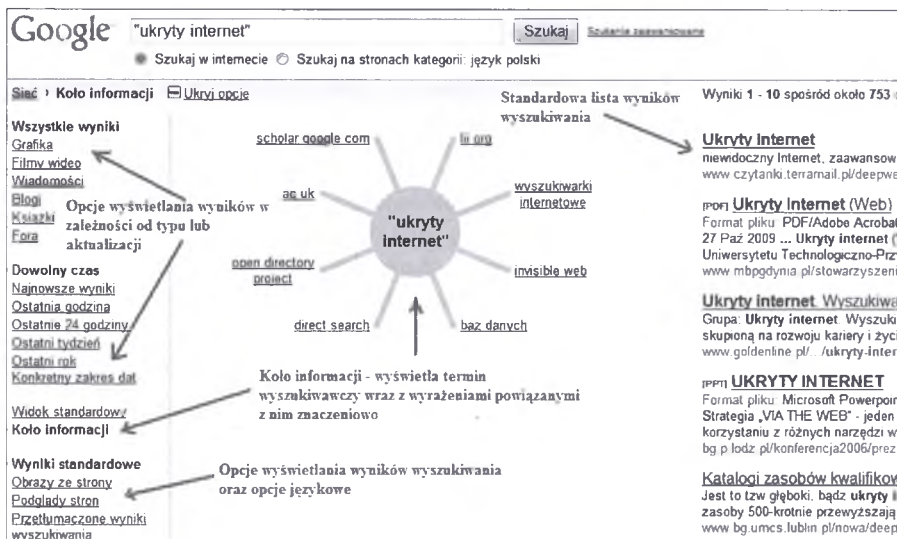 Google "ukryty internet" Szukaj Szukanie zaawansowane
Szukaj w internecie Szukaj na stronach kategorii: język polski
Sieć › Koło informacji Ukryj opcje
Wszystkie wyniki
Grafika
Filmy wideo
Wiadomości
Blogi
Książki
Fora
Dowolny czas
Najnowsze wyniki
Ostatnia godzina
Ostatnie 24 godziny
Ostatni tydzień
Ostatni rok
Konkretny zakres dat
Widok standardowy
Koło informacji
Wyniki standardowe
Obrazy ze strony
Podglądy stron
Przetłumaczone wyniki
wyszukiwania
Opcje wyświetlania wyników w
zależności od typu lub
aktualizacji
scholar google com
lii org
ac uk
wyszukiwarki
internetowe
"ukryty
internet"
open directory
project
invisible web
direct search
baz danych
Koło informacji - wyświetla termin
wyszukiwawczy wraz z wyrażeniami powiązanymi
z nim znaczeniowo
Opcje wyświetlania wyników wyszukiwania
oraz opcje językowe
Standardowa lista wyników
wyszukiwania
Wyniki 1 - 10 spośród około 753
Ukryty Internet
niewidoczny Internet, zaawansow
www czytanki.terramail.pl/deepwe
[PDF] Ukryty Internet (Web)
Format pliku: PDF/Adobe Acrobat
27 Paź 2009 ... Ukryty internet (
Uniwersytetu Technologiczno-Prz
www mbpgdynia pl/stowarzyszeni
Ukryty internet. Wyszukiwa
Grupa: Ukryty internet. Wyszuki
skupioną na rozwoju kariery i życi
www.goldenline pl/.../ukryty-inter
[PPT] UKRYTY INTERNET
Format pliku: Microsoft Powerpoin
Strategia „VIA THE WEB" - jeden
korzystaniu z różnych narzędzi w
bg p lodz pl/konferencja2006/prez
Katalogi zasobów kwalifikow
Jest to tzw głęboki, bądz ukryty i
zasoby 500-krotnie przewyższają
www bg.umcs.lublin pl/nowa/deep